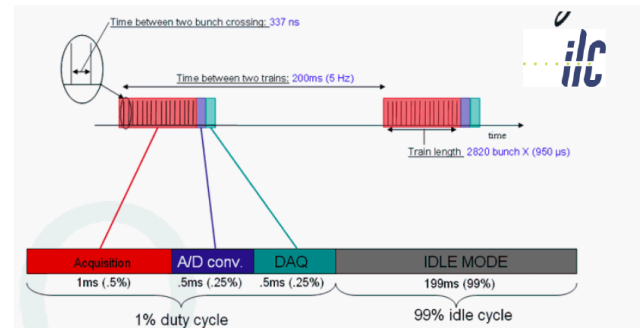 Time between two bunch crossing: 337 ns
ilc
Time between two trains: 200ms (5 Hz)
time
Train length 2820 bunch X (950 µs)
Acquisition A/D conv. DAQ IDLE MODE
1ms (.5%) .5ms (.25%) .5ms (.25%) 199ms (99%)
1% duty cycle 99% idle cycle